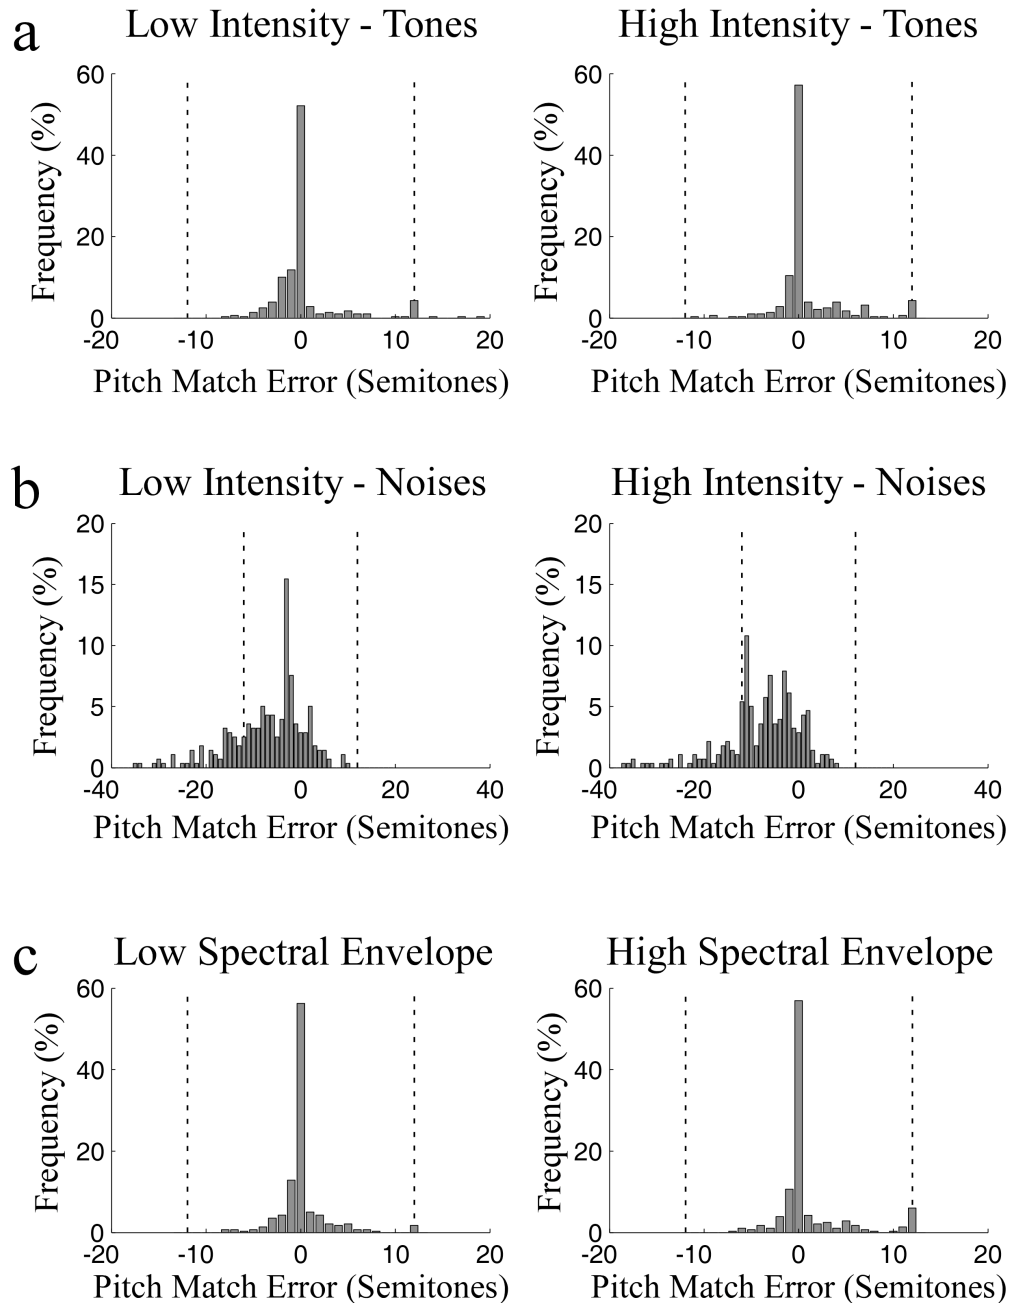 a
Low Intensity - Tones
High Intensity - Tones
Frequency (%)
60
40
20
0
-20
-10
0
10
20
Pitch Match Error (Semitones)
Frequency (%)
60
40
20
0
-20
-10
0
10
20
Pitch Match Error (Semitones)
b
Low Intensity - Noises
High Intensity - Noises
Frequency (%)
20
15
10
5
0
-40
-20
0
20
40
Pitch Match Error (Semitones)
Frequency (%)
20
15
10
5
0
-40
-20
0
20
40
Pitch Match Error (Semitones)
c
Low Spectral Envelope
High Spectral Envelope
Frequency (%)
60
40
20
0
-20
-10
0
10
20
Pitch Match Error (Semitones)
Frequency (%)
60
40
20
0
-20
-10
0
10
20
Pitch Match Error (Semitones)